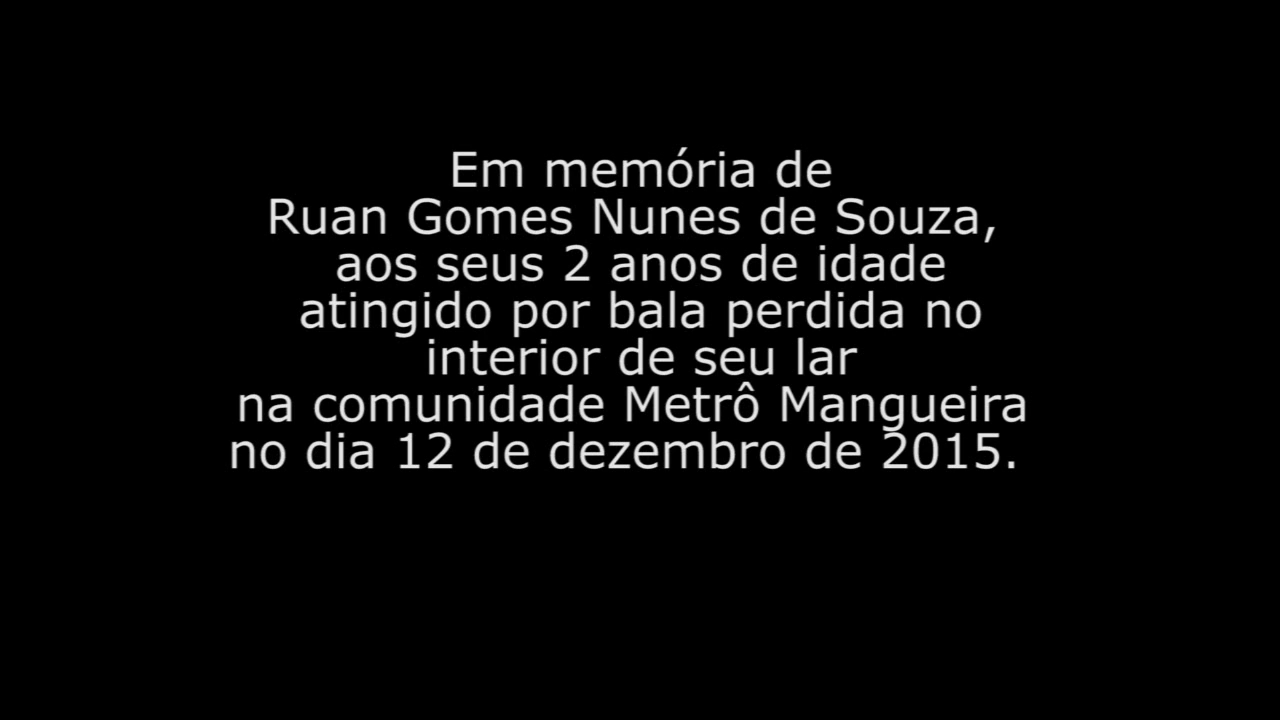 Em memória de
Ruan Gomes Nunes de Souza,
aos seus 2 anos de idade
atingido por bala perdida no
interior de seu lar
na comunidade Metrô Mangueira
no dia 12 de dezembro de 2015.